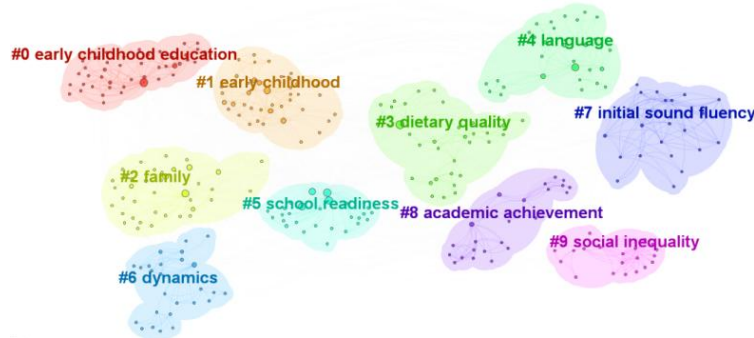 #0 early childhood education
#1 early childhood
#2 family
#3 dietary quality
#4 language
#5 school readiness
#6 dynamics
#7 initial sound fluency
#8 academic achievement
#9 social inequality